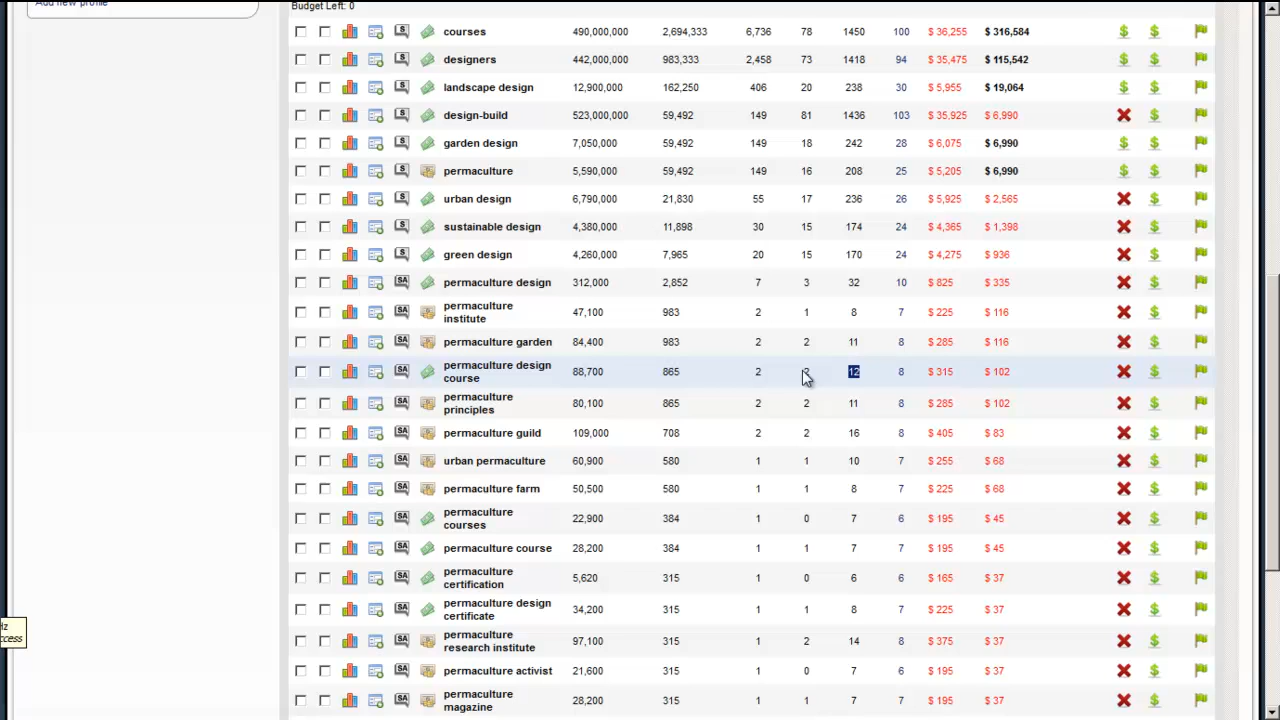 Add new profile
Budget Left: 0
courses 490,000,000 2,694,333 6,736 78 1450 100 $ 36,255 $ 316,584
designers 442,000,000 983,333 73 1418 94 $ 35,475 $ 115,542
landscape design 12,900,000 162,250 406 20 238 30 $ 5,955 $ 19,064
design-build 523,000,000 59,492 149 81 1436 103 $ 35,925 $ 6,990
garden design 7,050,000 59,492 149 18 242 28 $ 6,075 $ 6,990
permaculture 5,590,000 59,492 149 16 208 25 $ 5,205 $ 6,990
urban design 6,790,000 21,830 55 17 236 26 $ 5,925 $ 2,565
sustainable design 4,380,000 11,898 30 15 174 24 $ 4,365 $ 1,398
green design 4,260,000 7,965 20 15 170 24 $ 4,275 $ 936
permaculture design 312,000 2,852 7 3 32 10 $ 825 $ 335
permaculture
institute 47,100 983 2 1 8 7 $ 225 $ 116
permaculture garden 84,400 983 2 2 11 8 $ 285 $ 116
permaculture design
course 88,700 865 2 12 8 $ 315 $ 102
permaculture
principles 80,100 865 2 2 11 8 $ 285 $ 102
permaculture guild 109,000 708 2 2 16 8 $ 405 $ 83
urban permaculture 60,900 580 1 1 10 7 $ 255 $ 68
permaculture farm 50,500 580 1 1 8 7 $ 225 $ 68
permaculture
courses 22,900 384 1 0 7 6 $ 195 $ 45
permaculture course 28,200 384 1 1 7 7 $ 195 $ 45
permaculture
certification 5,620 315 1 0 6 $ 165 $ 37
permaculture design
certificate 34,200 315 1 1 7 $ 225 $ 37
permaculture
research institute 97,100 315 1 14 8 $ 375 $ 37
permaculture activist 21,600 315 1 1 7 6 $ 195 $ 37
permaculture
magazine 28,200 315 1 1 7 7 $ 195 $ 37
Hz
ccess